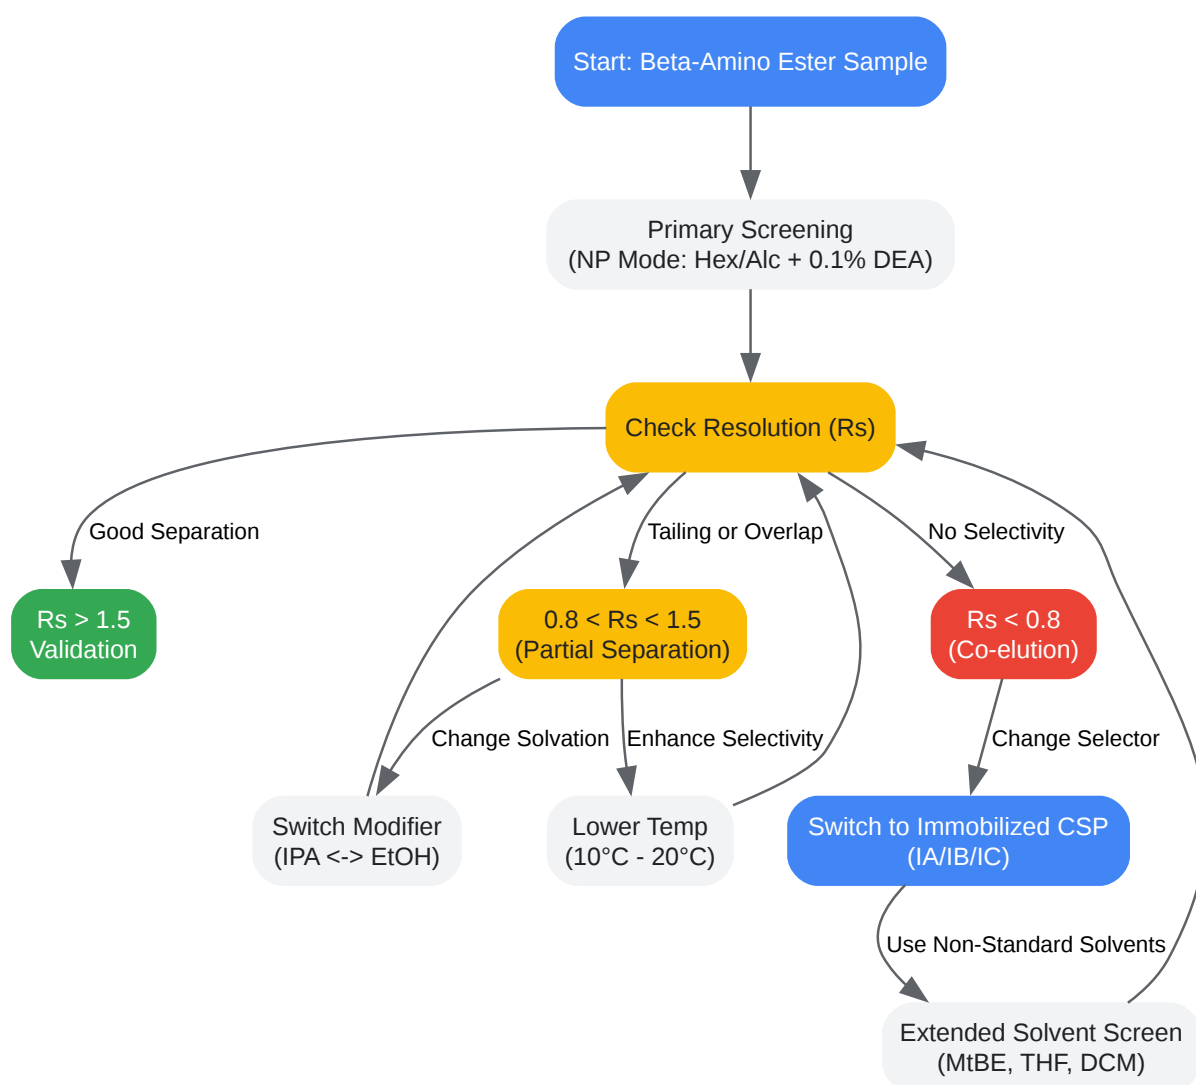 Start: Beta-Amino Ester Sample
Primary Screening
(NP Mode: Hex/Alc + 0.1% DEA)
Check Resolution (Rs)
Good Separation
Tailing or Overlap
No Selectivity
Rs > 1.5
Validation
0.8 < Rs < 1.5
(Partial Separation)
Rs < 0.8
(Co-elution)
Change Solvation
Enhance Selectivity
Change Selector
Switch Modifier
(IPA <-> EtOH)
Lower Temp
(10°C - 20°C)
Switch to Immobilized CSP
(IA/IB/IC)
Use Non-Standard Solvents
Extended Solvent Screen
(MtBE, THF, DCM)